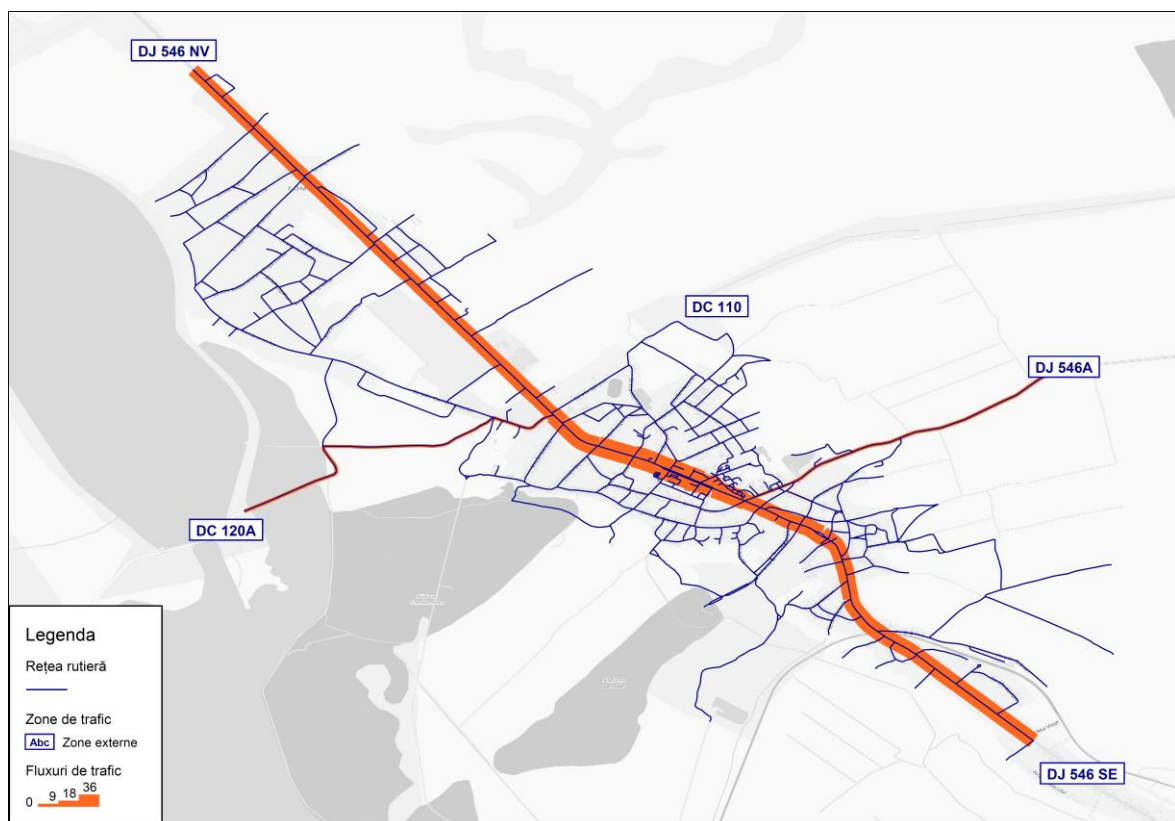 DJ 546 NV
DC 110
DJ 546A
DC 120A
DJ 546 SE
Legenda
Rețea rutieră
Zone de trafic
Abc Zone externe
Fluxuri de trafic
0 9 18 36